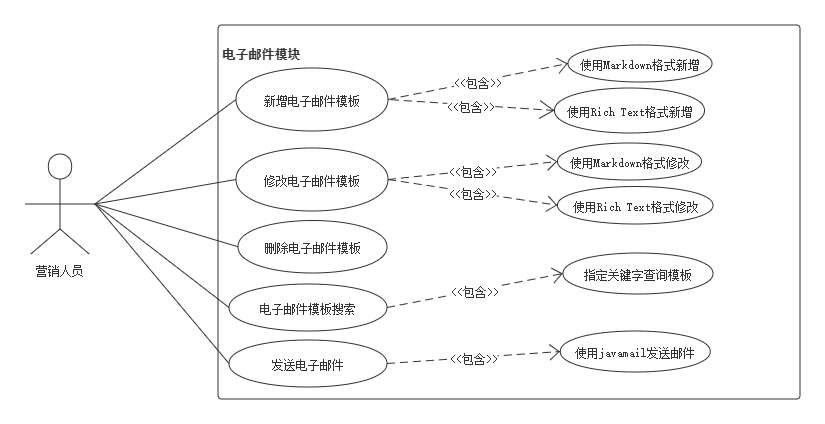 电子邮件模块
使用Markdown格式新增
<<包含>>
新增电子邮件模板
<<包含>>
使用Rich Text格式新增
使用Markdown格式修改
<<包含>>
修改电子邮件模板
<<包含>>
使用Rich Text格式修改
删除电子邮件模板
营销人员
指定关键字查询模板
<<包含>>
电子邮件模板搜索
使用javamail发送邮件
<<包含>>
发送电子邮件